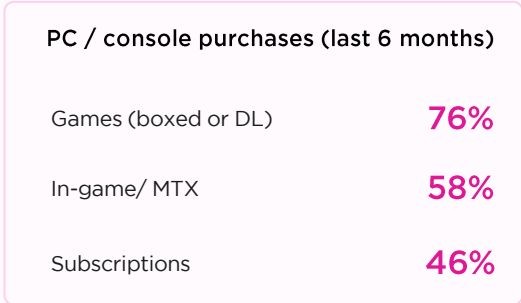 PC / console purchases (last 6 months)
Games (boxed or DL) 76%
In-game/ MTX 58%
Subscriptions 46%